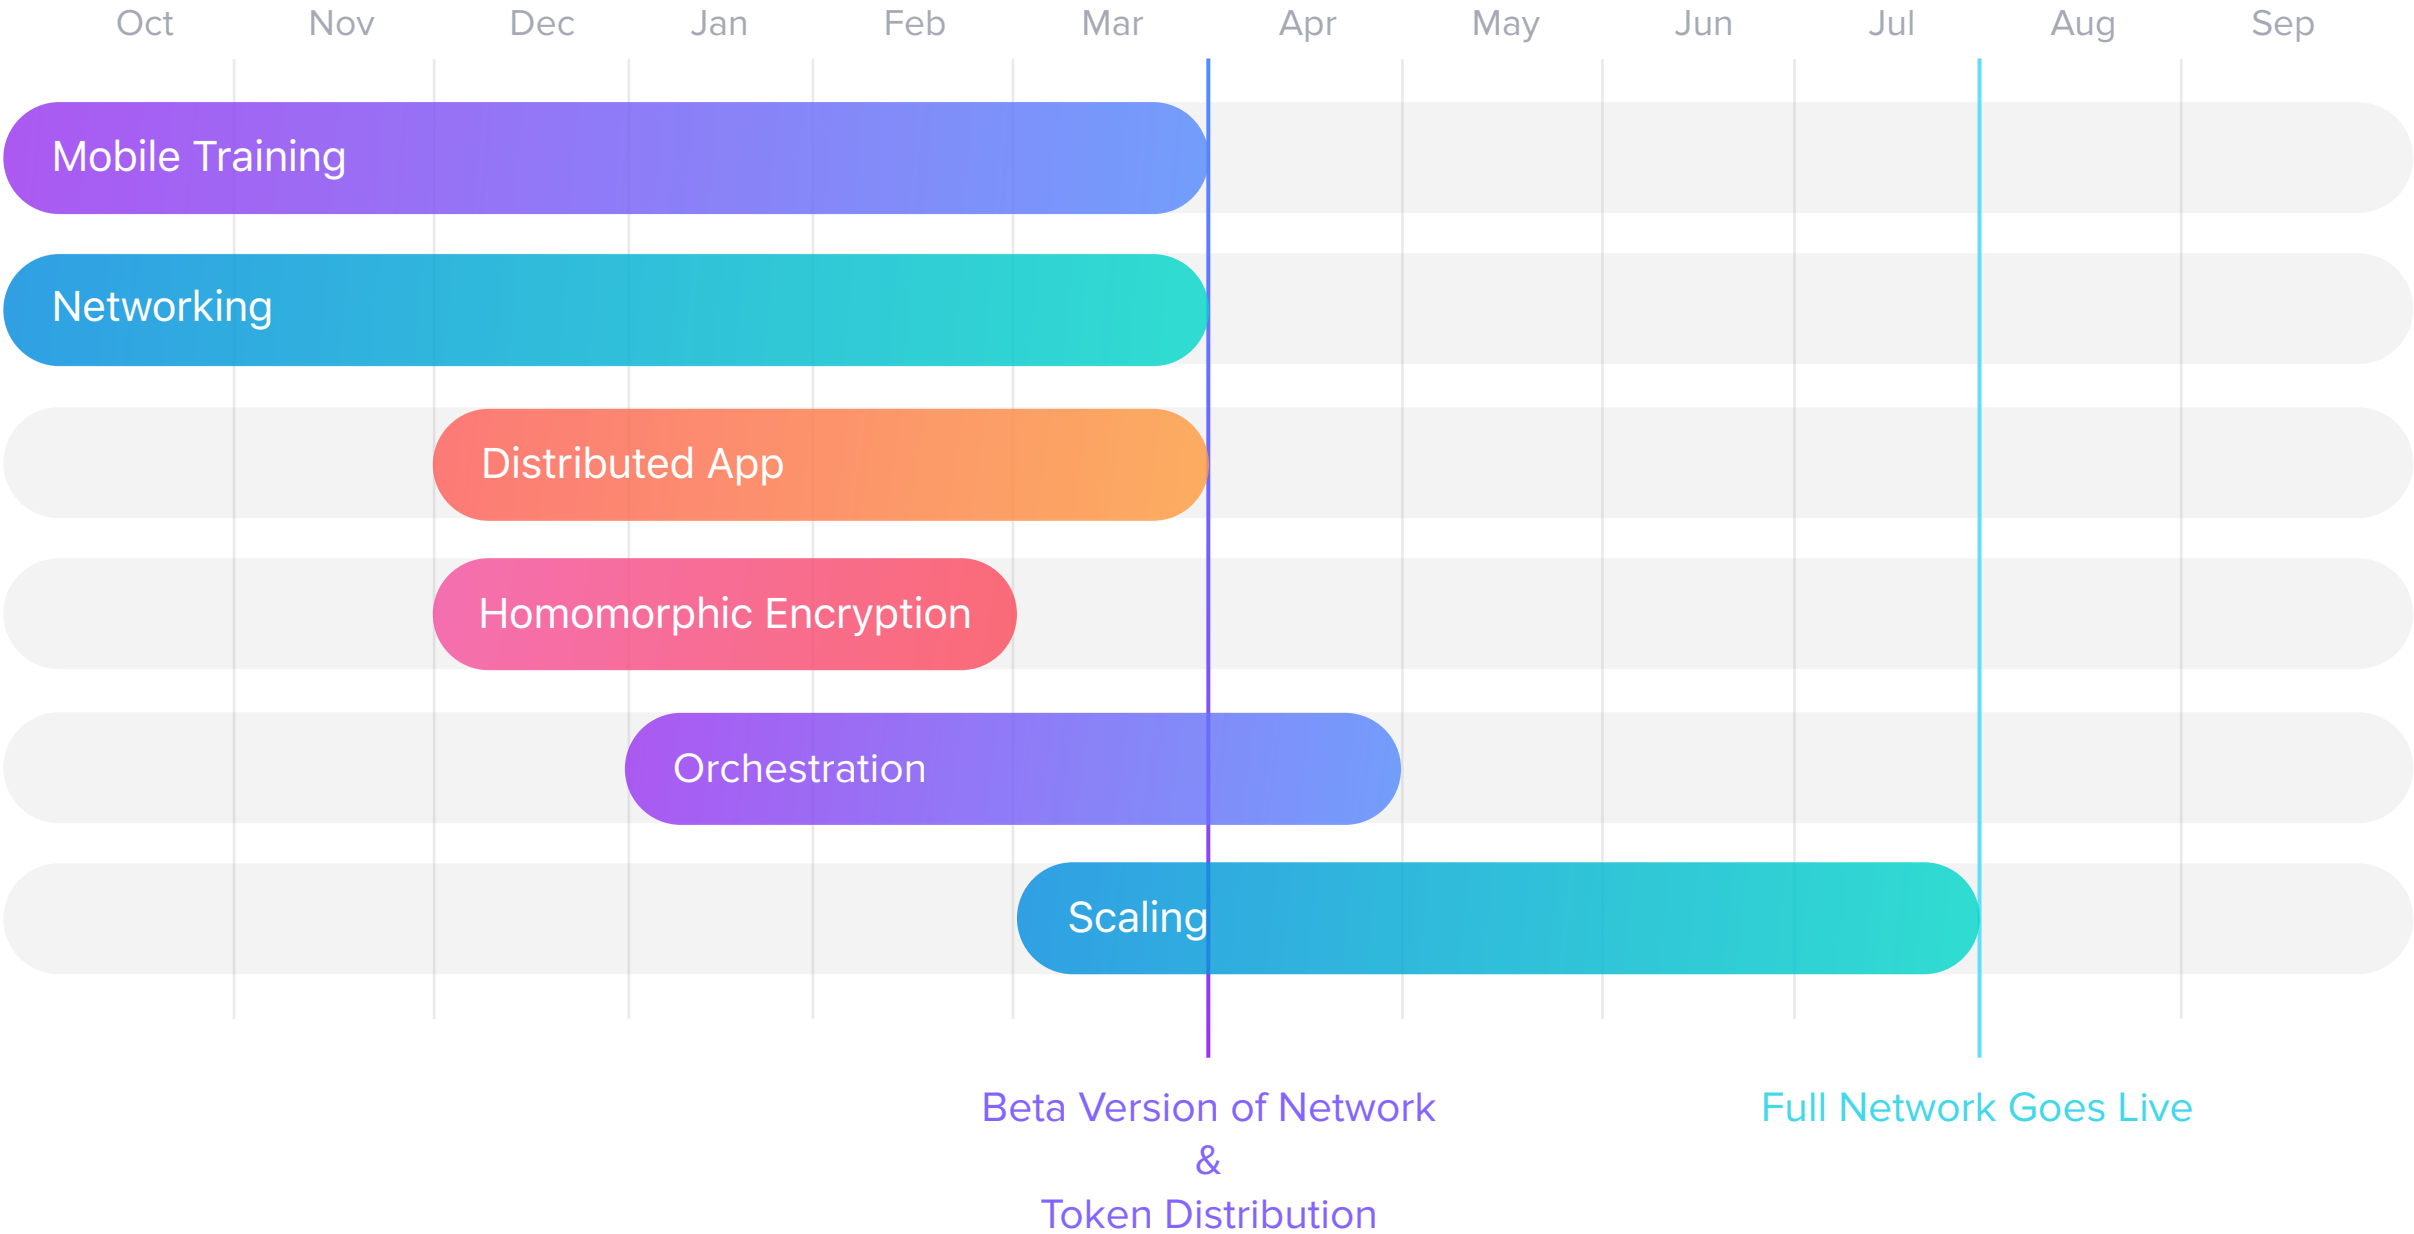 Oct Nov Dec Jan Feb Mar Apr May Jun Jul Aug Sep
Mobile Training
Networking
Distributed App
Homomorphic Encryption
Orchestration
Scaling
Beta Version of Network
&
Token Distribution
Full Network Goes Live